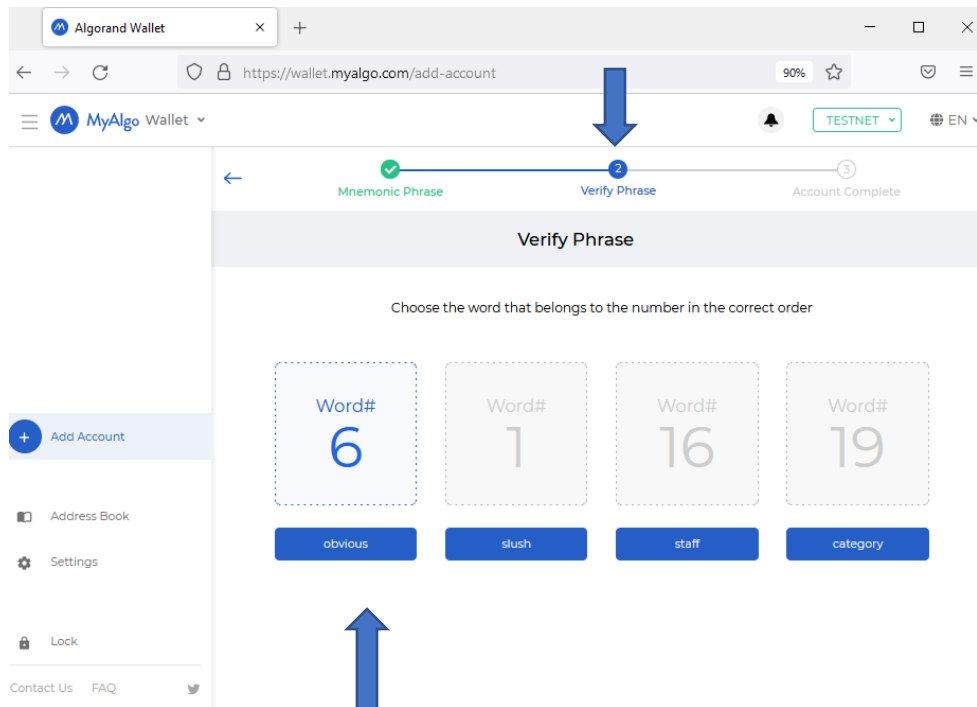 Algorand Wallet
https://wallet.myalgo.com/add-account
90%
MyAlgo Wallet
TESTNET
EN
2
3
Mnemonic Phrase
Verify Phrase
Account Complete
Verify Phrase
Choose the word that belongs to the number in the correct order
Word# Word# Word# Word#
6 1 16 19
Add Account
obvious slush staff category
Address Book
Settings
Lock
Contact Us FAQ